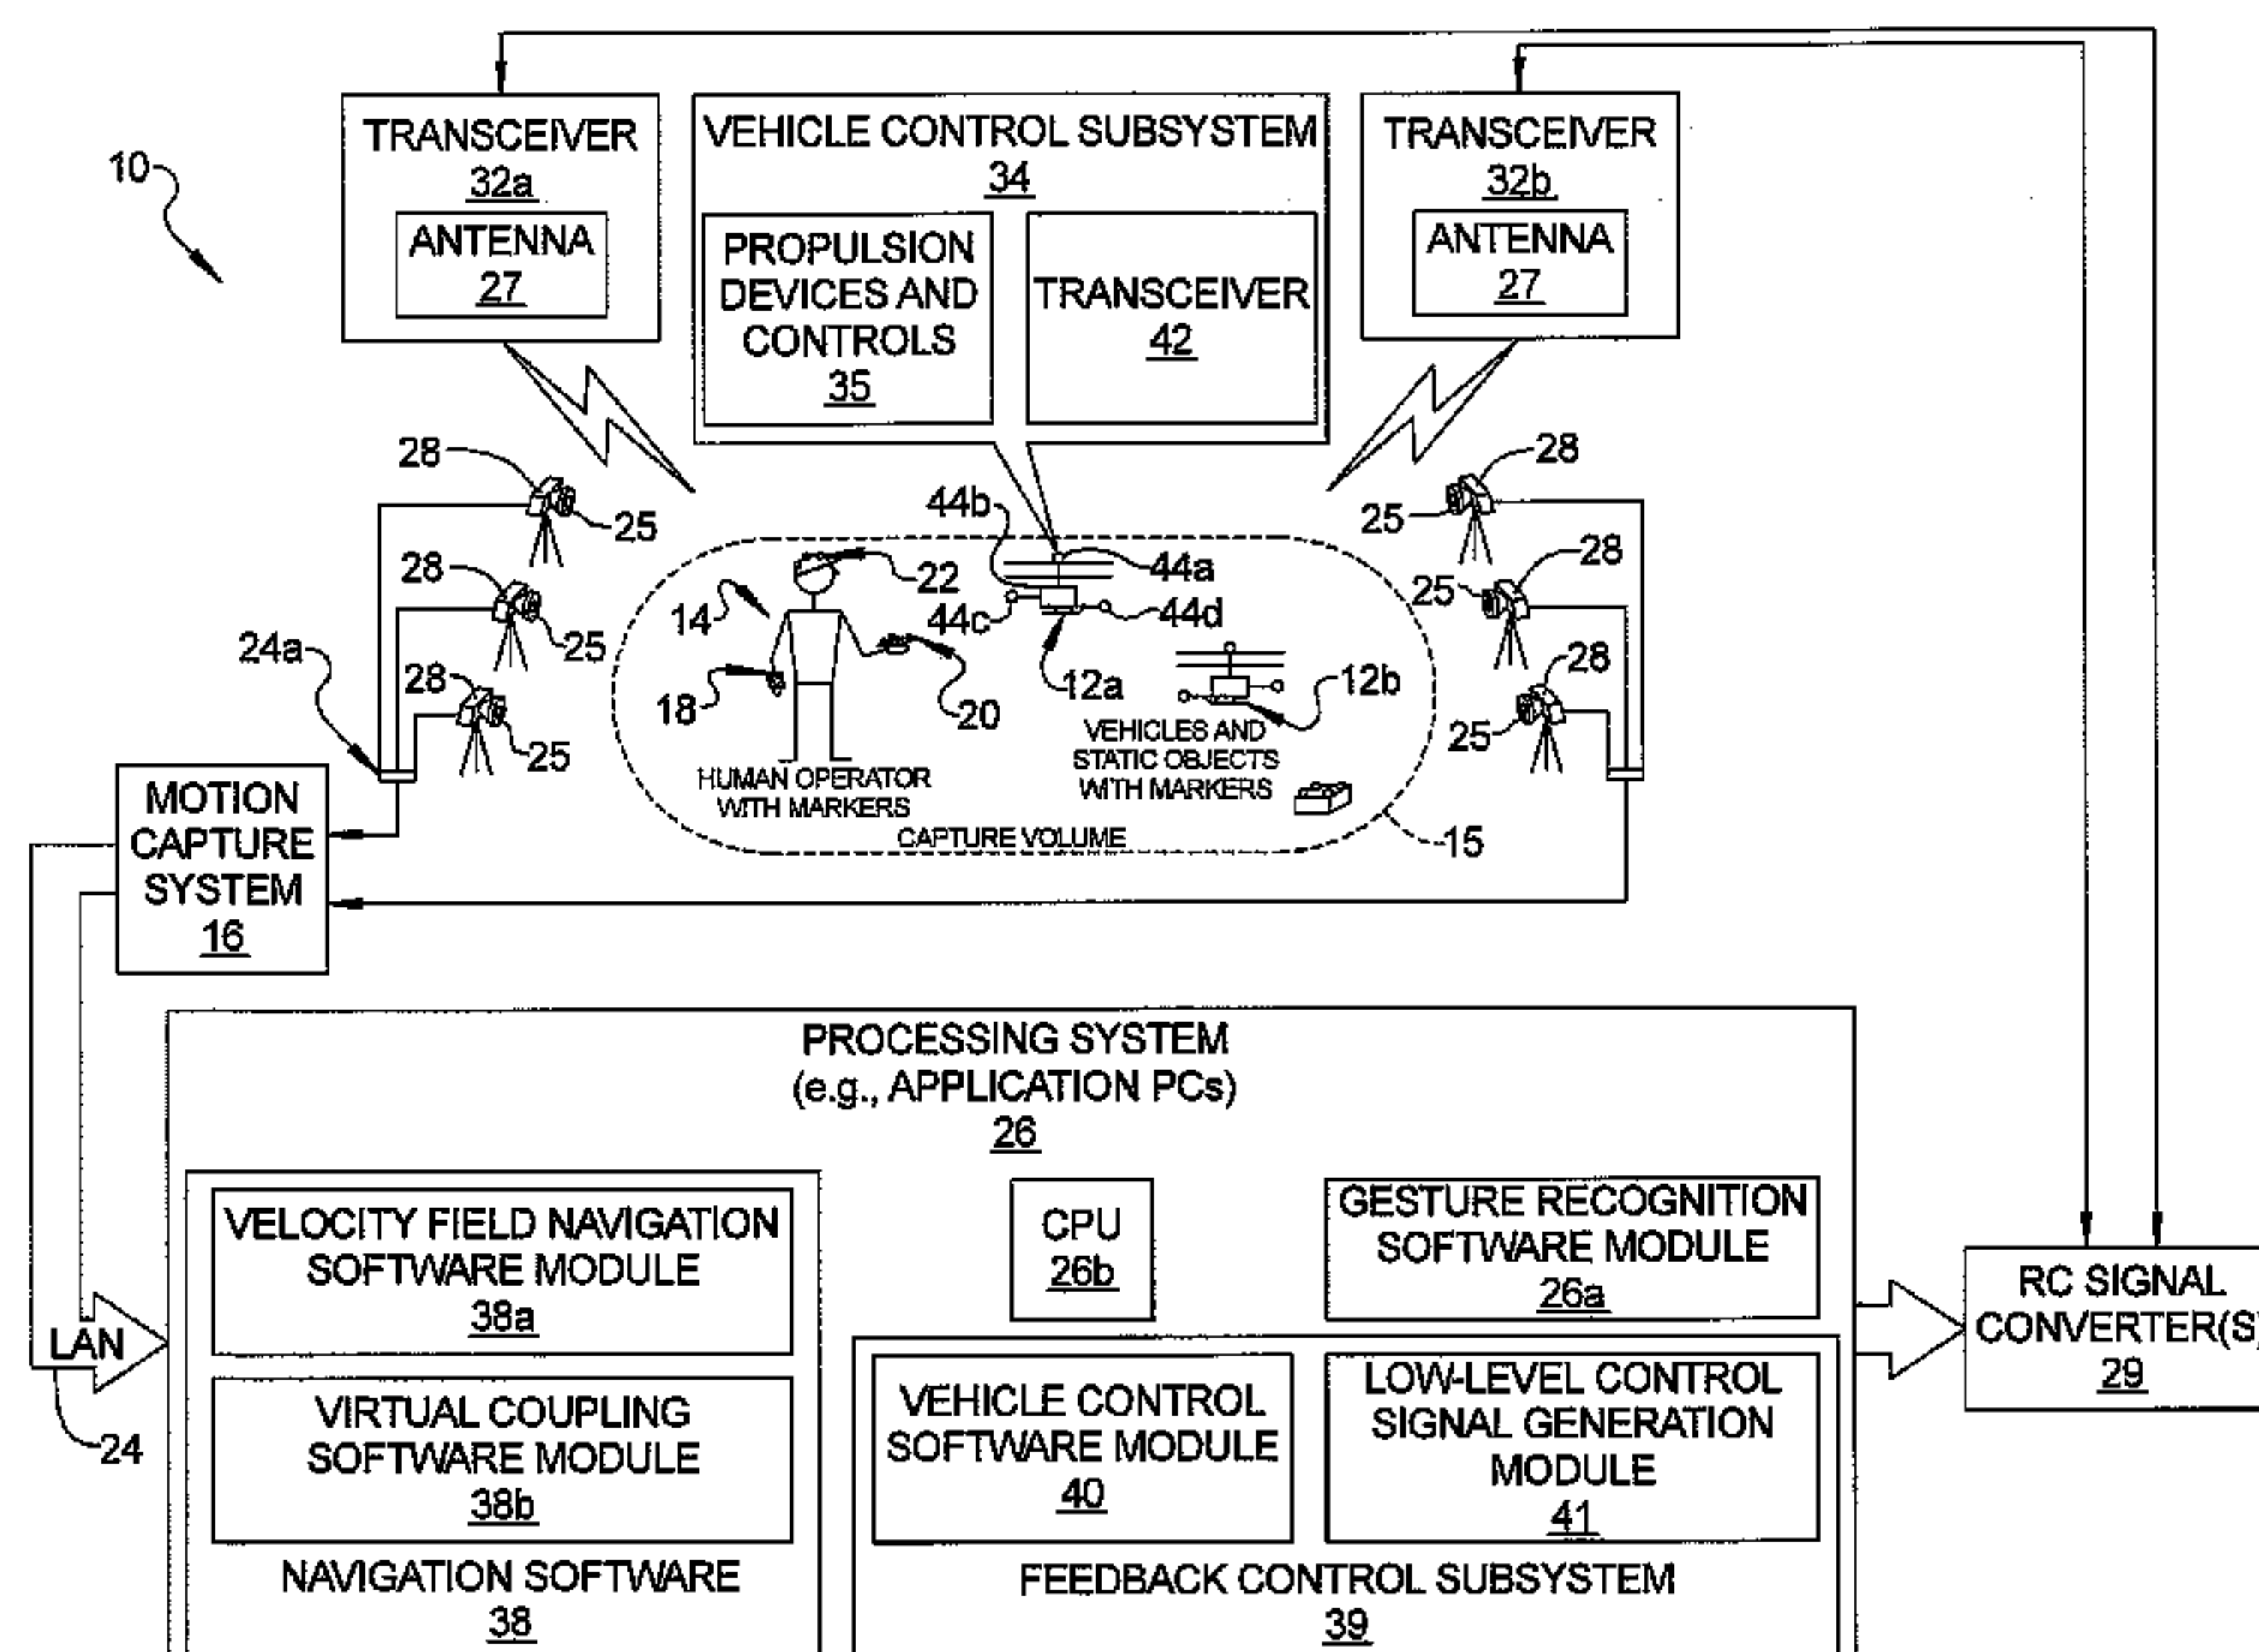 10
TRANSCEIVER
32a
ANTENNA
27
VEHICLE CONTROL SUBSYSTEM
34
PROPULSION
DEVICES AND
CONTROLS
35
TRANSCEIVER
42
TRANSCEIVER
32b
ANTENNA
27
28
25
28
25
28
25
24a
44b
44a
44c
44d
22
14
18
20
12a
12b
HUMAN OPERATOR
WITH MARKERS
VEHICLES AND
STATIC OBJECTS
WITH MARKERS
CAPTURE VOLUME
15
28
25
28
25
28
25
MOTION
CAPTURE
SYSTEM
16
LAN
24
PROCESSING SYSTEM
(e.g., APPLICATION PCs)
26
VELOCITY FIELD NAVIGATION
SOFTWARE MODULE
38a
VIRTUAL COUPLING
SOFTWARE MODULE
38b
NAVIGATION SOFTWARE
38
CPU
26b
GESTURE RECOGNITION
SOFTWARE MODULE
26a
VEHICLE CONTROL
SOFTWARE MODULE
40
LOW-LEVEL CONTROL
SIGNAL GENERATION
MODULE
41
FEEDBACK CONTROL SUBSYSTEM
39
RC SIGNAL
CONVERTER(S)
29